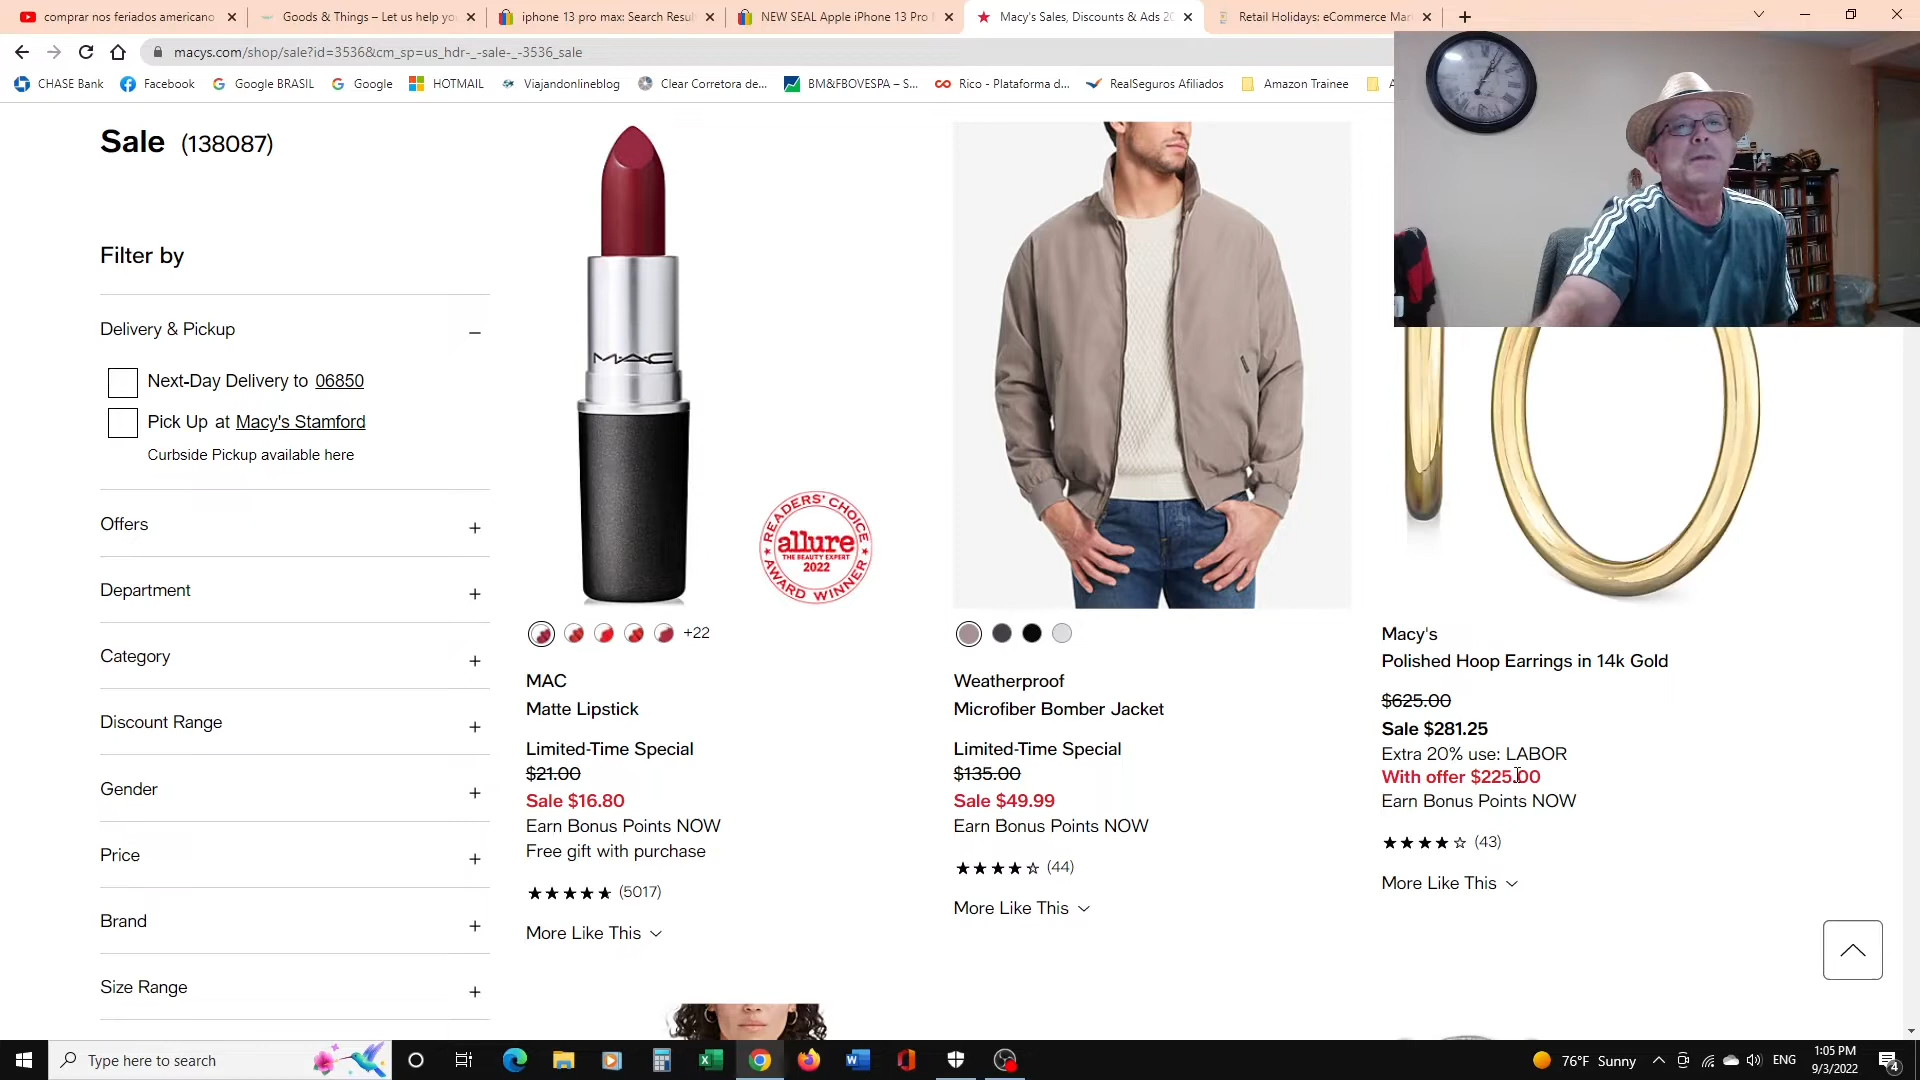 comprar nos feriados americano
Goods & Things – Let us help yo
iphone 13 pro max: Search Resu
NEW SEAL Apple iPhone 13 Pro
Macy's Sales, Discounts & Ads 20
Retail Holidays: eCommerce Mar
macys.com/shop/sale?id=3536&cm_sp=us_hdr-_-sale-_-3536_sale
CHASE Bank
Facebook
Google BRASIL
Google
HOTMAIL
Viajandonlineblog
Clear Corretora de...
BM&FBOVESPA – S...
Rico - Plataforma d...
RealSeguros Afiliados
Amazon Trainee
Sale (138087)
Filter by
Delivery & Pickup
Next-Day Delivery to 06850
Pick Up at Macy's Stamford
Curbside Pickup available here
Offers
Department
Category
Discount Range
Gender
Price
Brand
Size Range
MAC
READERS' CHOICE
allure
THE BEAUTY EXPERT
2022
AWARD WINNER
+22
MAC
Matte Lipstick
Limited-Time Special
$21.00
Sale $16.80
Earn Bonus Points NOW
Free gift with purchase
(5017)
More Like This
Weatherproof
Microfiber Bomber Jacket
Limited-Time Special
$135.00
Sale $49.99
Earn Bonus Points NOW
(44)
More Like This
Macy's
Polished Hoop Earrings in 14k Gold
$625.00
Sale $281.25
Extra 20% use: LABOR
With offer $225.00
Earn Bonus Points NOW
(43)
More Like This
Type here to search
76°F Sunny
ENG
1:05 PM
9/3/2022
4